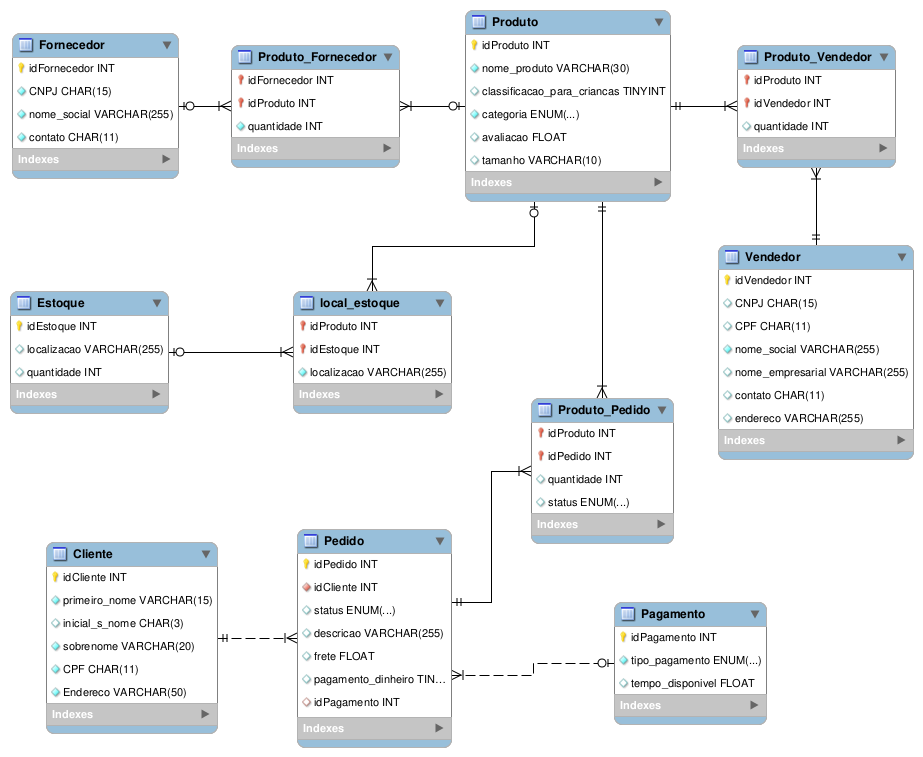 Fornecedor
idFornecedor INT
CNPJ CHAR(15)
nome_social VARCHAR(255)
contato CHAR(11)
Indexes
Produto_Fornecedor
idFornecedor INT
idProduto INT
quantidade INT
Indexes
Produto
idProduto INT
nome_produto VARCHAR(30)
classificacao_para_criancas TINYINT
categoria ENUM(...)
avaliacao FLOAT
tamanho VARCHAR(10)
Indexes
Produto_Vendedor
idProduto INT
idVendedor INT
quantidade INT
Indexes
Vendedor
idVendedor INT
CNPJ CHAR(15)
CPF CHAR(11)
nome_social VARCHAR(255)
nome_empresarial VARCHAR(255)
contato CHAR(11)
endereco VARCHAR(255)
Indexes
Estoque
idEstoque INT
localizacao VARCHAR(255)
quantidade INT
Indexes
local_estoque
idProduto INT
idEstoque INT
localizacao VARCHAR(255)
Indexes
Produto_Pedido
idProduto INT
idPedido INT
quantidade INT
status ENUM(...)
Indexes
Cliente
idCliente INT
primeiro_nome VARCHAR(15)
inicial_s_nome CHAR(3)
sobrenome VARCHAR(20)
CPF CHAR(11)
Endereco VARCHAR(50)
Indexes
Pedido
idPedido INT
idCliente INT
status ENUM(...)
descricao VARCHAR(255)
frete FLOAT
pagamento_dinheiro TIN...
idPagamento INT
Indexes
Pagamento
idPagamento INT
tipo_pagamento ENUM(...)
tempo_disponivel FLOAT
Indexes